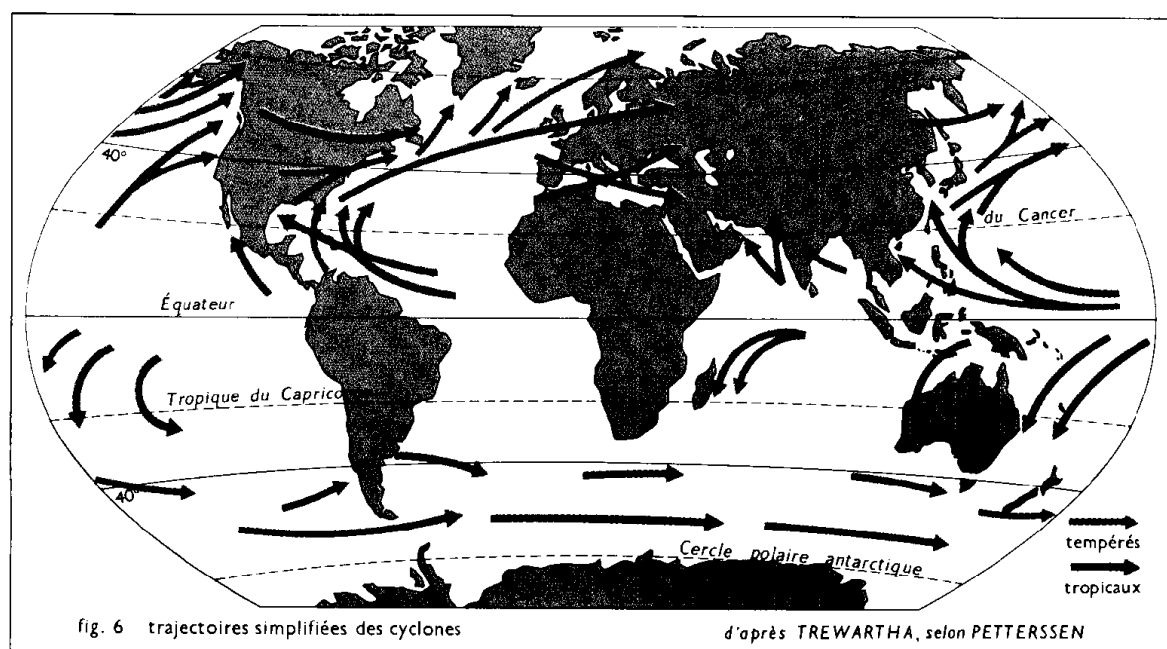 40°
du Cancer
Équateur
Tropique du Caprico
40°
Cercle polaire antarctique
tempérés
tropicaux
fig. 6 trajectoires simplifiées des cyclones
d'après TREWARTHA, selon PETTERSSEN